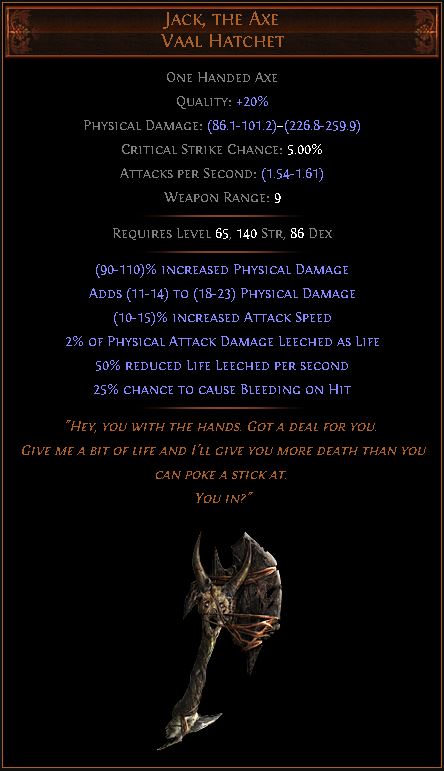 Jack, the Axe
Vaal Hatchet
One Handed Axe
Quality: +20%
Physical Damage: (86.1-101.2)–(226.8-259.9)
Critical Strike Chance: 5.00%
Attacks per Second: (1.54-1.61)
Weapon Range: 9
Requires Level 65, 140 Str, 86 Dex
(90-110)% increased Physical Damage
Adds (11-14) to (18-23) Physical Damage
(10-15)% increased Attack Speed
2% of Physical Attack Damage Leeched as Life
50% reduced Life Leeched per second
25% chance to cause Bleeding on Hit
"Hey, you with the hands. Got a deal for you.
Give me a bit of life and I'll give you more death than you
can poke a stick at.
You in?"